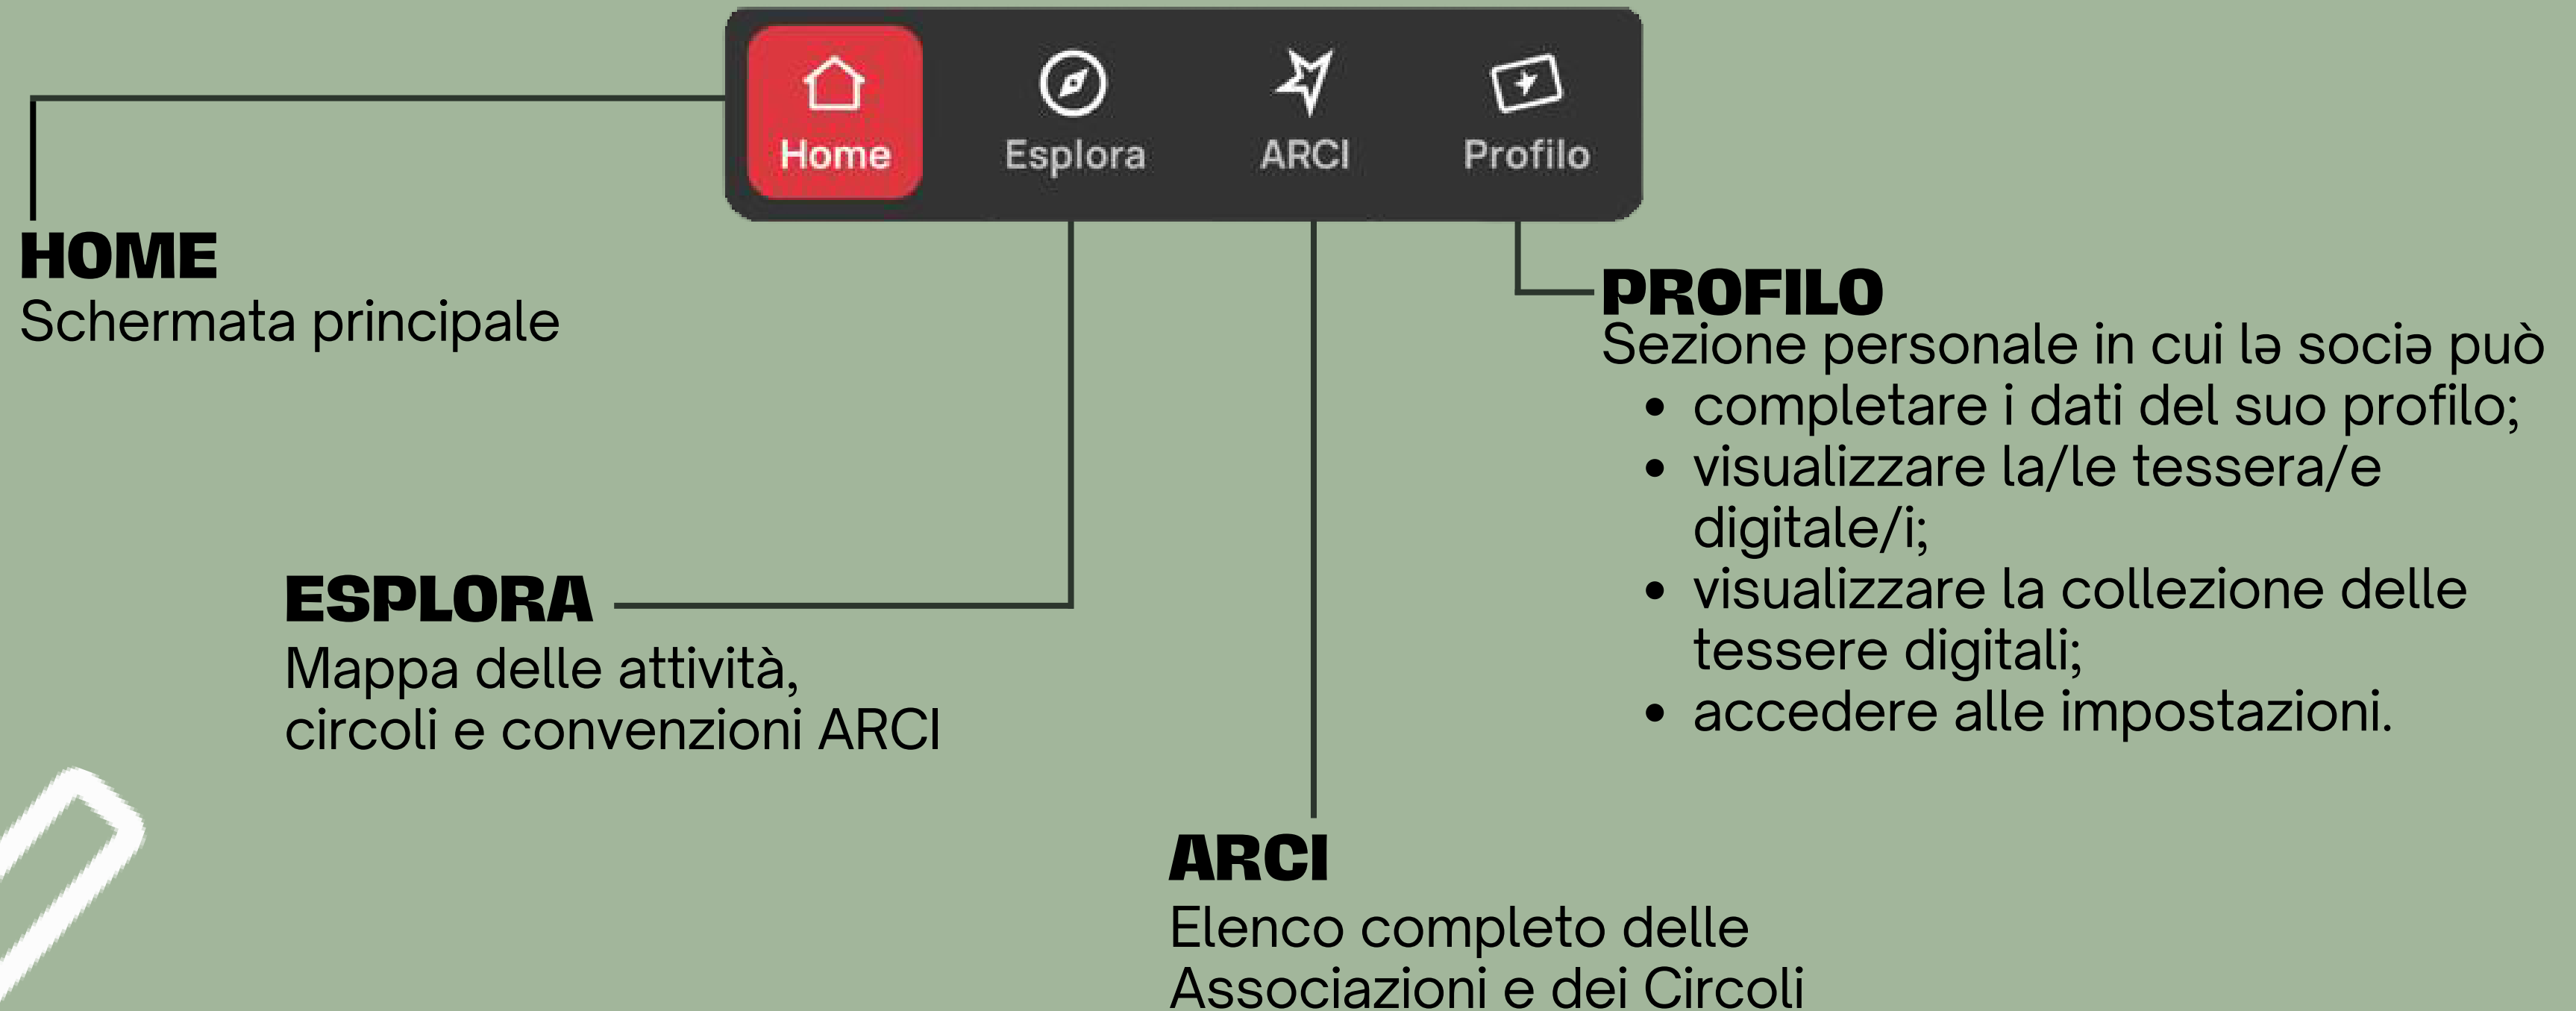 Home Esplora ARCI Profilo
HOME
Schermata principale
ESPLORA
Mappa delle attività,
circoli e convenzioni ARCI
ARCI
Elenco completo delle
Associazioni e dei Circoli
PROFILO
Sezione personale in cui lə sociə può
• completare i dati del suo profilo;
• visualizzare la/le tessera/e
digitale/i;
• visualizzare la collezione delle
tessere digitali;
• accedere alle impostazioni.